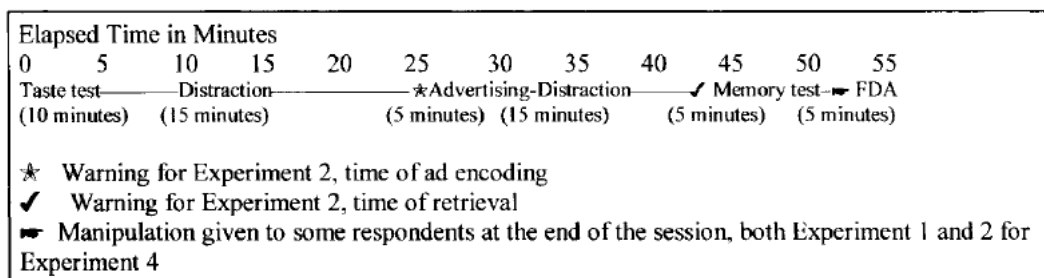 Elapsed Time in Minutes
0 5 10 15 20 25 30 35 40 45 50 55
Taste test Distraction ★Advertising-Distraction ✓ Memory test-☛ FDA
(10 minutes) (15 minutes) (5 minutes) (15 minutes) (5 minutes) (5 minutes)
★ Warning for Experiment 2, time of ad encoding
✓ Warning for Experiment 2, time of retrieval
☛ Manipulation given to some respondents at the end of the session, both Experiment 1 and 2 for
Experiment 4